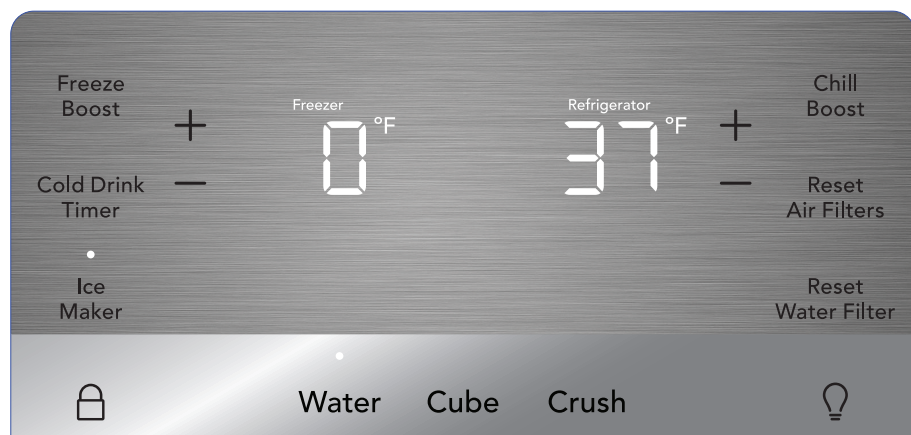 Freeze
Boost
Freezer
0 °F
Refrigerator
37 °F
Chill
Boost
+
+
Cold Drink
Timer
−
−
Reset
Air Filters
Ice
Maker
Reset
Water Filter
Water Cube Crush